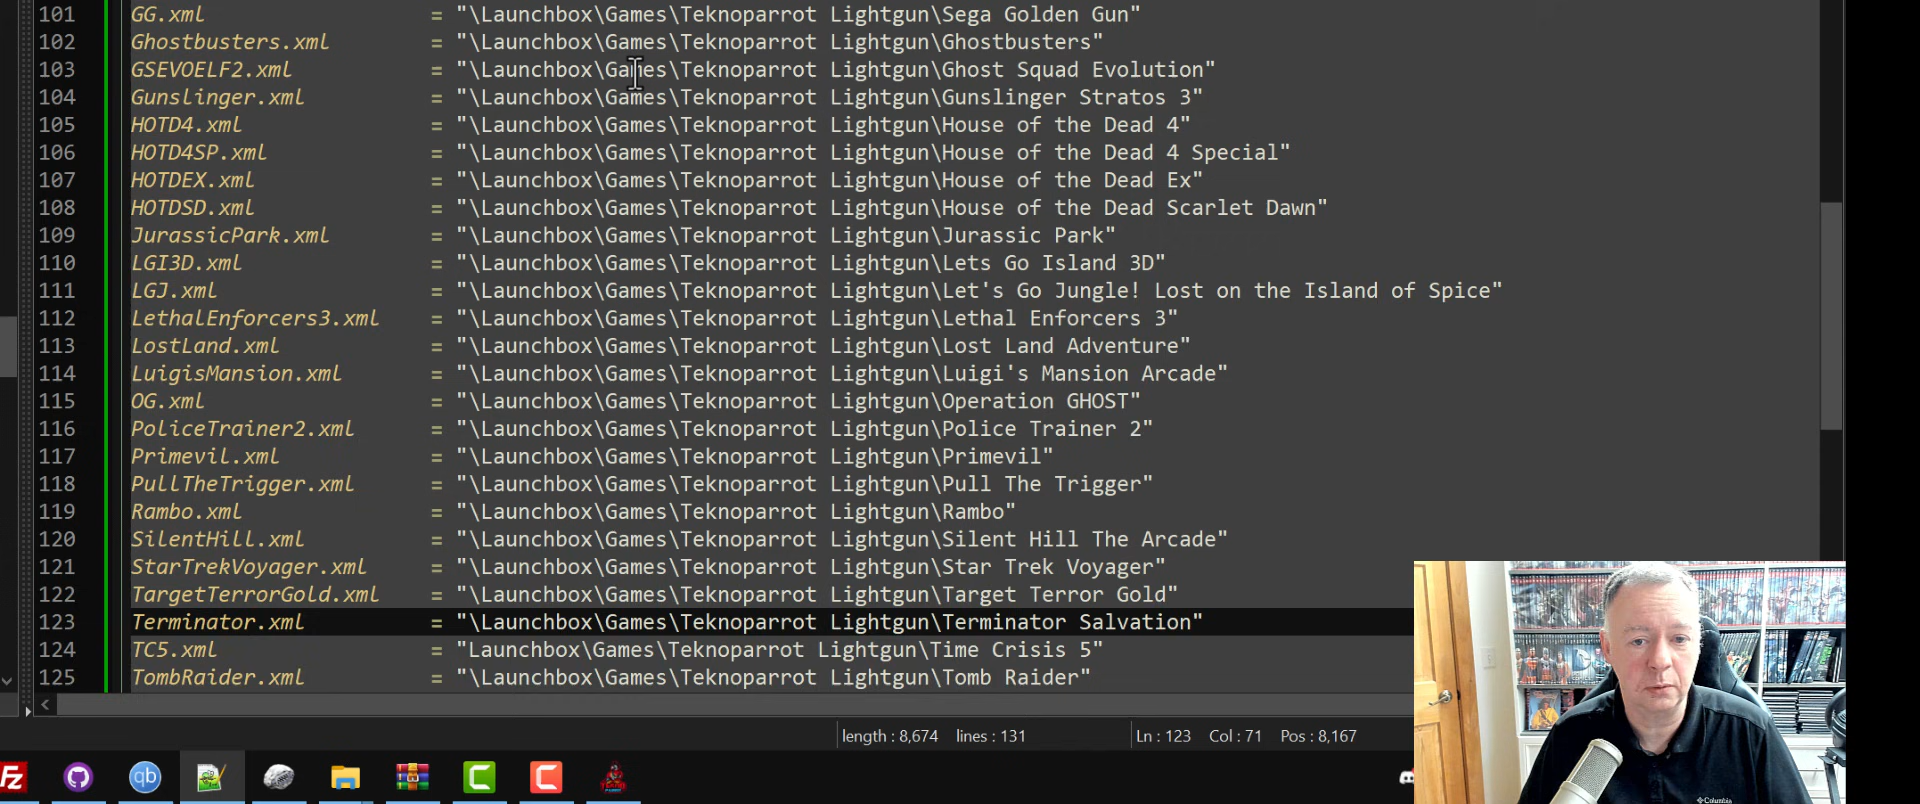 101 GG.xml = "\Launchbox\Games\Teknoparrot Lightgun\Sega Golden Gun"
102 Ghostbusters.xml = "\Launchbox\Games\Teknoparrot Lightgun\Ghostbusters"
103 GSEVOELF2.xml = "\Launchbox\Games\Teknoparrot Lightgun\Ghost Squad Evolution"
104 Gunslinger.xml = "\Launchbox\Games\Teknoparrot Lightgun\Gunslinger Stratos 3"
105 HOTD4.xml = "\Launchbox\Games\Teknoparrot Lightgun\House of the Dead 4"
106 HOTD4SP.xml = "\Launchbox\Games\Teknoparrot Lightgun\House of the Dead 4 Special"
107 HOTDEX.xml = "\Launchbox\Games\Teknoparrot Lightgun\House of the Dead Ex"
108 HOTDSD.xml = "\Launchbox\Games\Teknoparrot Lightgun\House of the Dead Scarlet Dawn"
109 JurassicPark.xml = "\Launchbox\Games\Teknoparrot Lightgun\Jurassic Park"
110 LGI3D.xml = "\Launchbox\Games\Teknoparrot Lightgun\Lets Go Island 3D"
111 LGJ.xml = "\Launchbox\Games\Teknoparrot Lightgun\Let's Go Jungle! Lost on the Island of Spice"
112 LethalEnforcers3.xml = "\Launchbox\Games\Teknoparrot Lightgun\Lethal Enforcers 3"
113 LostLand.xml = "\Launchbox\Games\Teknoparrot Lightgun\Lost Land Adventure"
114 LuigisMansion.xml = "\Launchbox\Games\Teknoparrot Lightgun\Luigi's Mansion Arcade"
115 OG.xml = "\Launchbox\Games\Teknoparrot Lightgun\Operation GHOST"
116 PoliceTrainer2.xml = "\Launchbox\Games\Teknoparrot Lightgun\Police Trainer 2"
117 Primevil.xml = "\Launchbox\Games\Teknoparrot Lightgun\Primevil"
118 PullTheTrigger.xml = "\Launchbox\Games\Teknoparrot Lightgun\Pull The Trigger"
119 Rambo.xml = "\Launchbox\Games\Teknoparrot Lightgun\Rambo"
120 SilentHill.xml = "\Launchbox\Games\Teknoparrot Lightgun\Silent Hill The Arcade"
121 StarTrekVoyager.xml = "\Launchbox\Games\Teknoparrot Lightgun\Star Trek Voyager"
122 TargetTerrorGold.xml = "\Launchbox\Games\Teknoparrot Lightgun\Target Terror Gold"
123 Terminator.xml = "\Launchbox\Games\Teknoparrot Lightgun\Terminator Salvation"
124 TC5.xml = "Launchbox\Games\Teknoparrot Lightgun\Time Crisis 5"
125 TombRaider.xml = "\Launchbox\Games\Teknoparrot Lightgun\Tomb Raider"
length : 8,674 lines : 131 Ln : 123 Col : 71 Pos : 8,167
FZ qb C C
Columbia